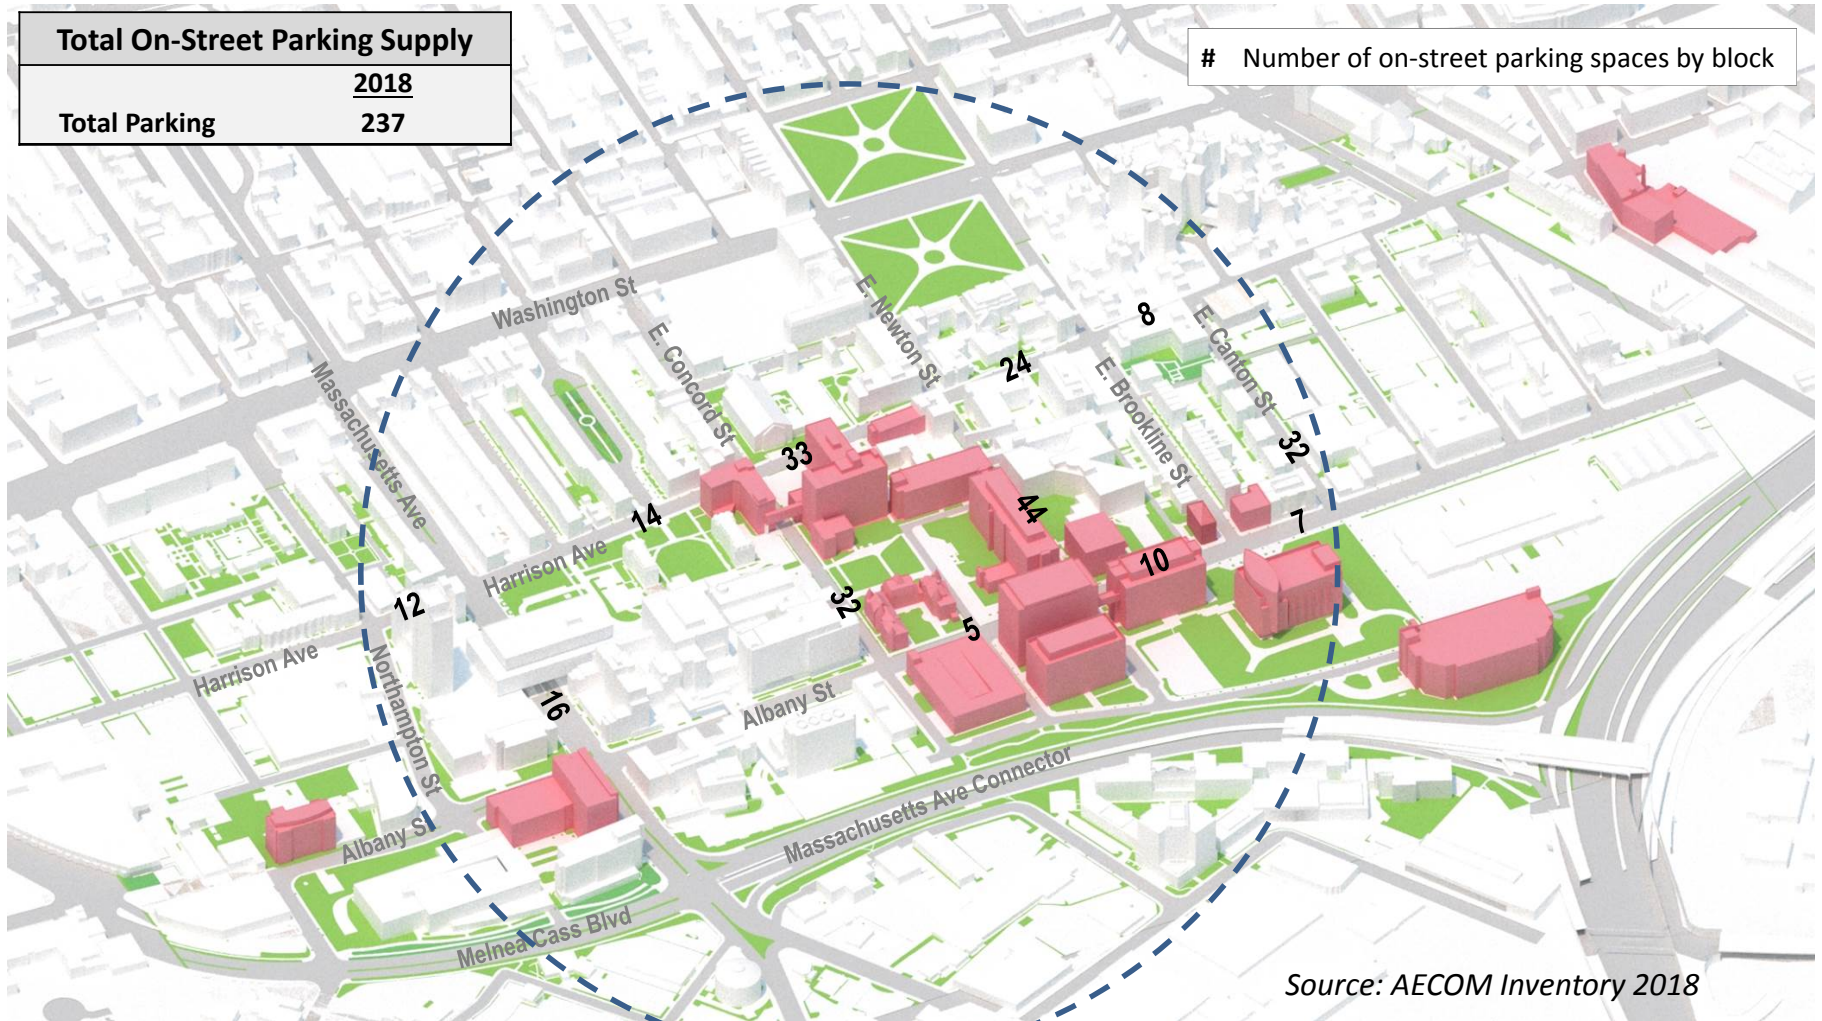 Total On-Street Parking Supply
2018
Total Parking 237
# Number of on-street parking spaces by block
Washington St
E. Newton St
8
E. Canton St
E. Concord St
24
E. Brookline St
Massachusetts Ave
33
32
14
44
7
Harrison Ave
10
12
32
5
Harrison Ave
Northampton St
16
Albany St
Massachusetts Ave Connector
Albany St
Melnea Cass Blvd
Source: AECOM Inventory 2018